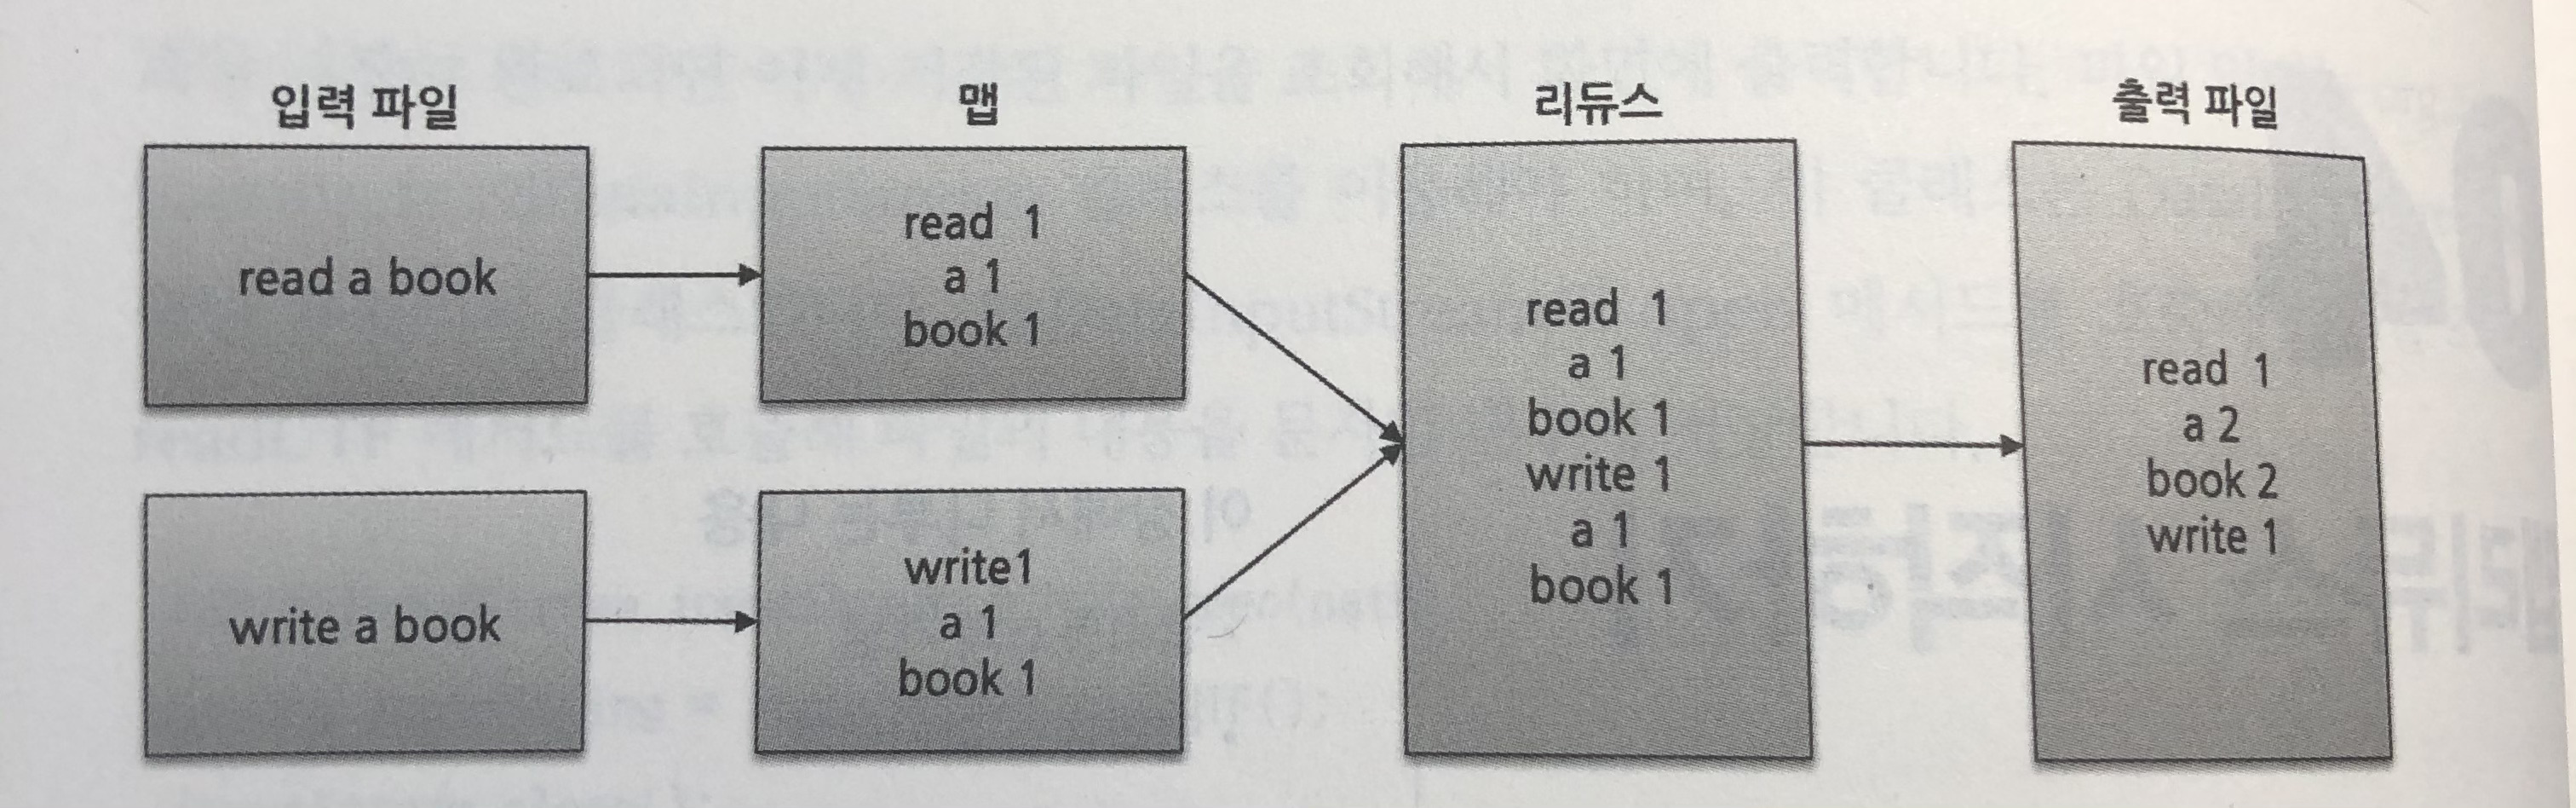 입력 파일
맵
리듀스
출력 파일
read a book
read 1
a 1
book 1
write a book
write1
a 1
book 1
read 1
a 1
book 1
write 1
a 1
book 1
read 1
a 2
book 2
write 1